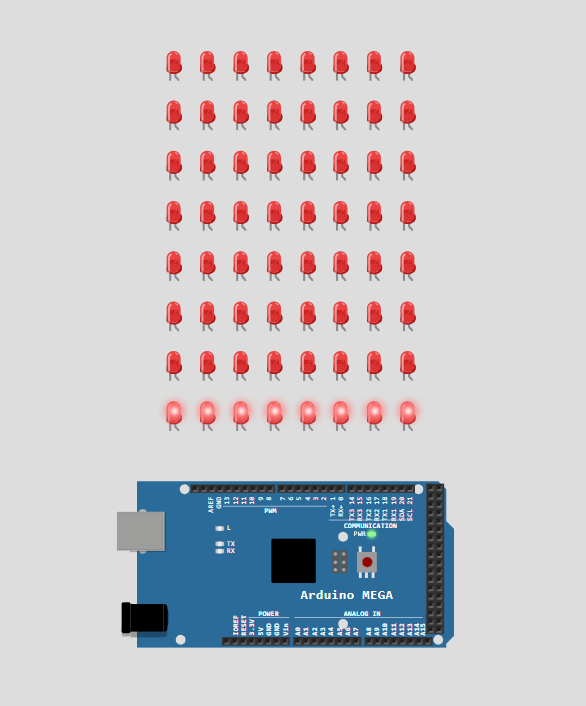 AREF
GND
13
12
11
10
9
8
7
6
5
4
3
2
TX→ 1
RX← 0
TX3 14
RX3 15
TX2 16
RX2 17
TX1 18
RX1 19
SDA 20
SCL 21
PWM
COMMUNICATION
L
PWR
TX
RX
Arduino MEGA
POWER
ANALOG IN
IOREF
RESET
3.3V
5V
GND
GND
Vin
A0
A1
A2
A3
A4
A5
A6
A7
A8
A9
A10
A11
A12
A13
A14
A15